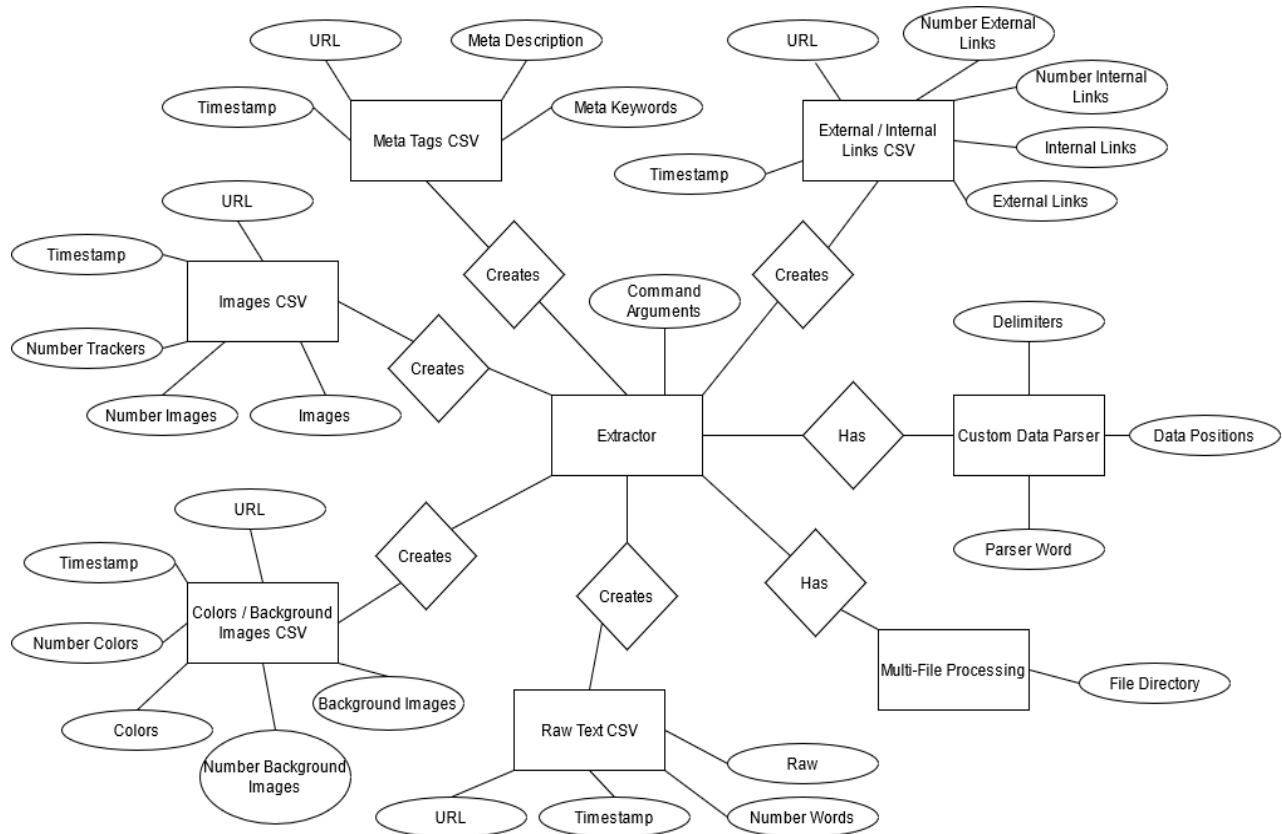 URL
Meta Description
Timestamp
Meta Keywords
Meta Tags CSV
URL
Number External
Links
Number Internal
Links
External / Internal
Links CSV
Internal Links
Timestamp
External Links
URL
Timestamp
Images CSV
Number Trackers
Number Images
Images
Creates
Creates
Creates
Command
Arguments
Extractor
Has
Delimiters
Custom Data Parser
Data Positions
Parser Word
URL
Timestamp
Colors / Background
Images CSV
Number Colors
Colors
Number Background
Images
Background Images
Creates
Creates
Has
Multi-File Processing
File Directory
Raw Text CSV
Raw
URL
Timestamp
Number Words